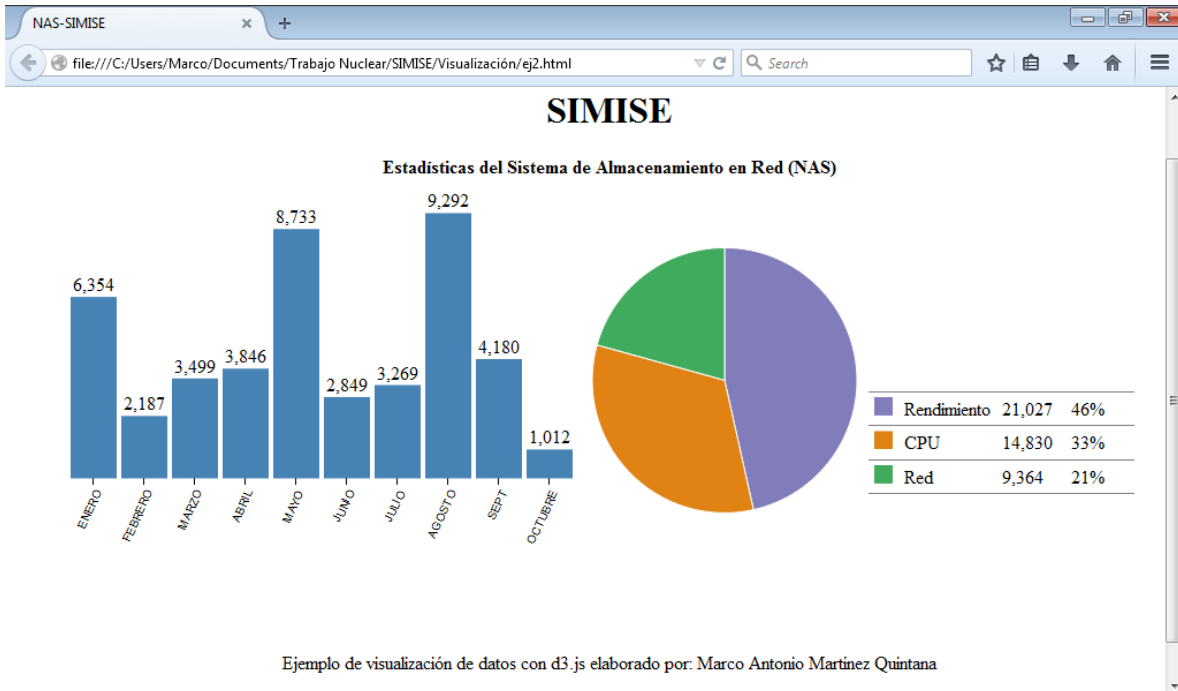 NAS-SIMISE
file:///C:/Users/Marco/Documents/Trabajo Nuclear/SIMISE/Visualización/ej2.html
Search
SIMISE
Estadísticas del Sistema de Almacenamiento en Red (NAS)
6,354
2,187
3,499
3,846
8,733
2,849
3,269
9,292
4,180
1,012
ENERO
FEBRERO
MARZO
ABRIL
MAYO
JUNIO
JULIO
AGOSTO
SEPT
OCTUBRE
Rendimiento 21,027 46%
CPU 14,830 33%
Red 9,364 21%
Ejemplo de visualización de datos con d3.js elaborado por: Marco Antonio Martinez Quintana